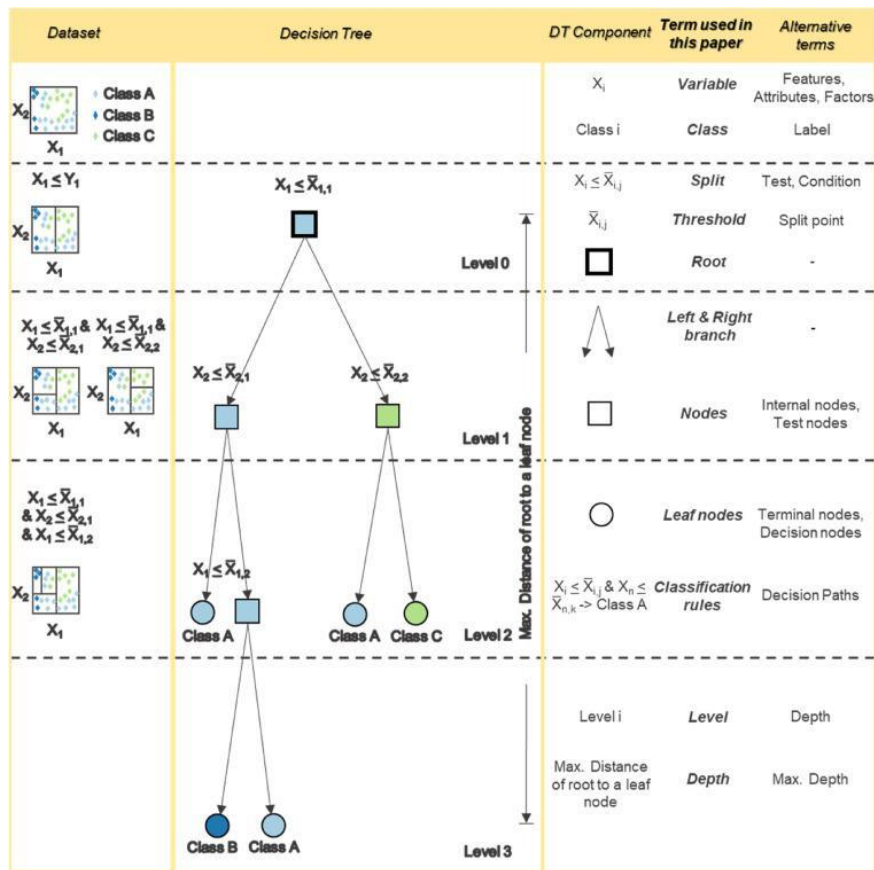 Dataset
Decision Tree
DT Component
Term used in
this paper
Alternative
terms
X₂
X₁
Class A
Class B
Class C
Xᵢ
Variable
Features,
Attributes, Factors
Class i
Class
Label
X₁ ≤ Y₁
X₂
X₁
X₁ ≤ X̄₁,₁
Level 0
Xᵢ ≤ X̄ᵢ,ⱼ
Split
Test, Condition
X̄ᵢ,ⱼ
Threshold
Split point
Root
-
X₁ ≤ X̄₁,₁ &
X₂ ≤ X̄₂,₁
X₁ ≤ X̄₁,₁ &
X₂ ≤ X̄₂,₂
X₂
X₁
X₂
X₁
X₂ ≤ X̄₂,₁
X₂ ≤ X̄₂,₂
Level 1
Max. Distance of root to a leaf node
Left & Right
branch
-
Nodes
Internal nodes,
Test nodes
X₁ ≤ X̄₁,₁
& X₂ ≤ X̄₂,₁
& X₁ ≤ X̄₁,₂
X₂
X₁
X₁ ≤ X̄₁,₂
Class A
Class A
Class C
Level 2
Leaf nodes
Terminal nodes,
Decision nodes
Xᵢ ≤ X̄ᵢ,ⱼ & Xₙ ≤
X̄ₙ,ₖ -> Class A
Classification
rules
Decision Paths
Class B
Class A
Level 3
Level i
Level
Depth
Max. Distance
of root to a leaf
node
Depth
Max. Depth